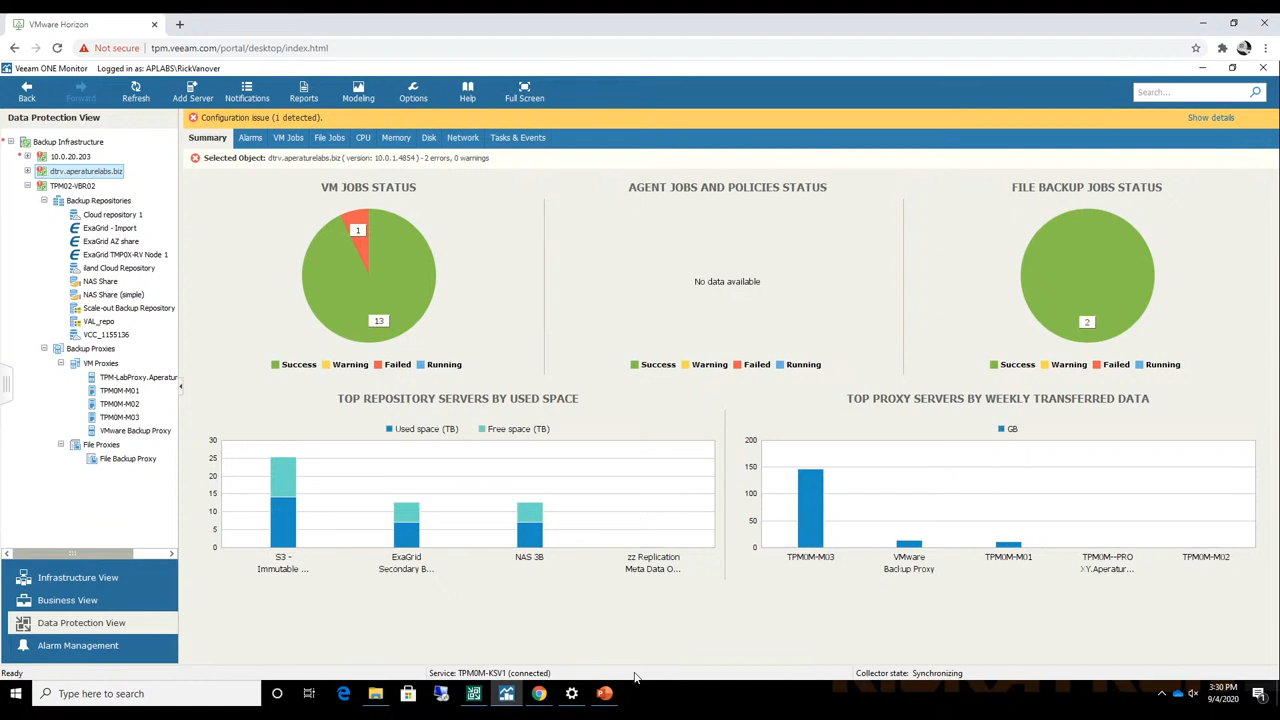 VMware Horizon
Not secure tpm.veeam.com/portal/desktop/index.html
Veeam ONE Monitor Logged in as: APLABS\RickVanover
Back Forward Refresh Add Server Notifications Reports Modeling Options Help Full Screen Search...
Data Protection View
Configuration issue (1 detected). Show details
Summary Alarms VM Jobs File Jobs CPU Memory Disk Network Tasks & Events
Selected Object: dtrv.aperaturelabs.biz ( version: 10.0.1.4854 ) - 2 errors, 0 warnings
Backup Infrastructure
10.0.20.203
dtrv.aperaturelabs.biz
TPM02-VBR02
Backup Repositories
Cloud repository 1
ExaGrid - Import
ExaGrid AZ share
ExaGrid TMP0X-RV Node 1
iland Cloud Repository
NAS Share
NAS Share (simple)
Scale-out Backup Repository
VAL_repo
VCC_1155136
Backup Proxies
VM Proxies
TPM-LabProxy.Aperatur
TPM0M-M01
TPM0M-M02
TPM0M-M03
VMware Backup Proxy
File Proxies
File Backup Proxy
Infrastructure View
Business View
Data Protection View
Alarm Management
VM JOBS STATUS
1
13
Success Warning Failed Running
AGENT JOBS AND POLICIES STATUS
No data available
Success Warning Failed Running
FILE BACKUP JOBS STATUS
2
Success Warning Failed Running
TOP REPOSITORY SERVERS BY USED SPACE
Used space (TB) Free space (TB)
30
25
20
15
10
5
0
S3 - Immutable ...
ExaGrid Secondary B...
NAS 3B
zz Replication Meta Data O...
TOP PROXY SERVERS BY WEEKLY TRANSFERRED DATA
GB
200
150
100
50
0
TPM0M-M03
VMware Backup Proxy
TPM0M-M01
TPM0M--PRO XY.Aperatur...
TPM0M-M02
Ready Service: TPM0M-KSV1 (connected) Collector state: Synchronizing
Type here to search
3:30 PM
9/4/2020